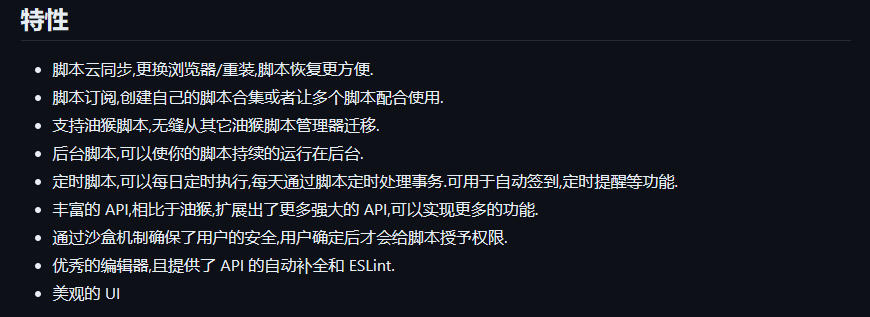 特性
脚本云同步,更换浏览器/重装,脚本恢复更方便.
脚本订阅,创建自己的脚本合集或者让多个脚本配合使用.
支持油猴脚本,无缝从其它油猴脚本管理器迁移.
后台脚本,可以使你的脚本持续的运行在后台.
定时脚本,可以每日定时执行,每天通过脚本定时处理事务.可用于自动签到,定时提醒等功能.
丰富的 API,相比于油猴,扩展出了更多强大的 API,可以实现更多的功能.
通过沙盒机制确保了用户的安全,用户确定后才会给脚本授予权限.
优秀的编辑器,且提供了 API 的自动补全和 ESLint.
美观的 UI